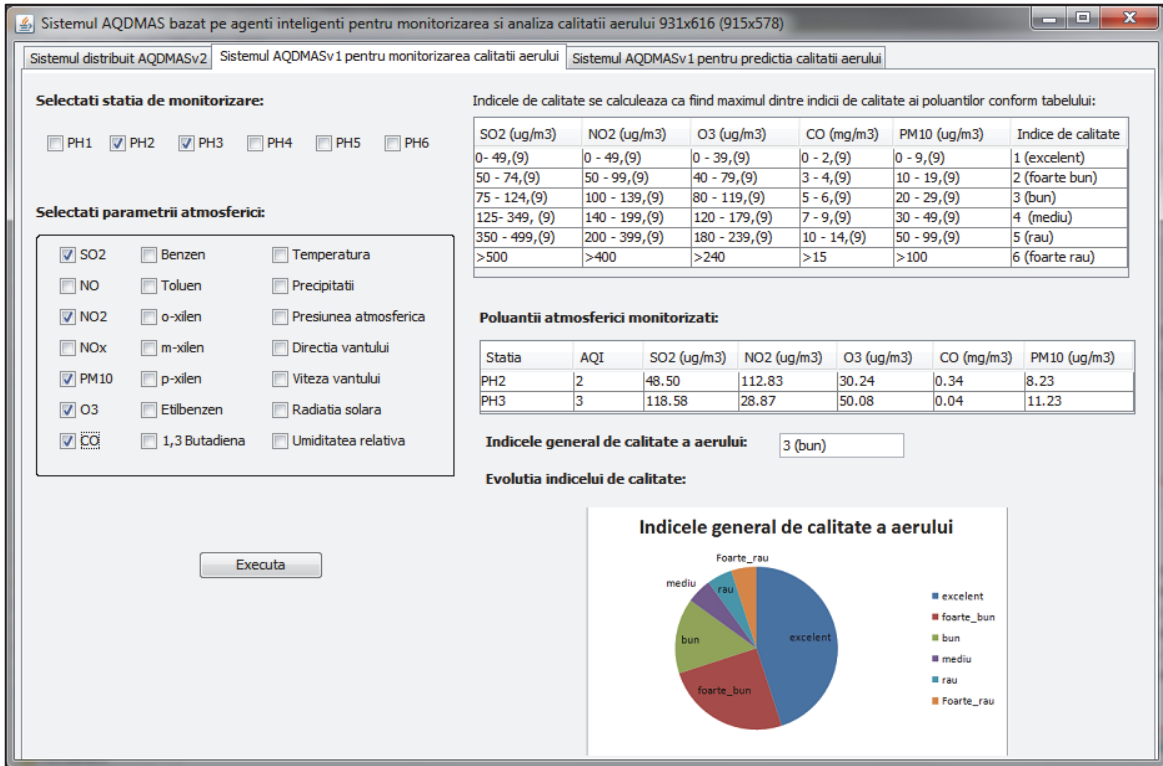 Sistemul AQDMAS bazat pe agenti inteligenti pentru monitorizarea si analiza calitatii aerului 931x616 (915x578)
Sistemul distribuit AQDMASv2 Sistemul AQDMASv1 pentru monitorizarea calitatii aerului Sistemul AQDMASv1 pentru predictia calitatii aerului
Selectati statia de monitorizare:
PH1 PH2 PH3 PH4 PH5 PH6
Selectati parametrii atmosferici:
SO2 Benzen Temperatura
NO Toluen Precipitatii
NO2 o-xilen Presiunea atmosferica
NOx m-xilen Directia vantului
PM10 p-xilen Viteza vantului
O3 Etilbenzen Radiatia solara
CO 1,3 Butadiena Umiditatea relativa
Executa
Indicele de calitate se calculeaza ca fiind maximul dintre indicii de calitate ai poluantilor conform tabelului:
SO2 (ug/m3) NO2 (ug/m3) O3 (ug/m3) CO (mg/m3) PM10 (ug/m3) Indice de calitate
0- 49,(9) 0 - 49,(9) 0 - 39,(9) 0 - 2,(9) 0 - 9,(9) 1 (excelent)
50 - 74,(9) 50 - 99,(9) 40 - 79,(9) 3 - 4,(9) 10 - 19,(9) 2 (foarte bun)
75 - 124,(9) 100 - 139,(9) 80 - 119,(9) 5 - 6,(9) 20 - 29,(9) 3 (bun)
125- 349, (9) 140 - 199,(9) 120 - 179,(9) 7 - 9,(9) 30 - 49,(9) 4 (mediu)
350 - 499,(9) 200 - 399,(9) 180 - 239,(9) 10 - 14,(9) 50 - 99,(9) 5 (rau)
>500 >400 >240 >15 >100 6 (foarte rau)
Poluantii atmosferici monitorizati:
Statia AQI SO2 (ug/m3) NO2 (ug/m3) O3 (ug/m3) CO (mg/m3) PM10 (ug/m3)
PH2 2 48.50 112.83 30.24 0.34 8.23
PH3 3 118.58 28.87 50.08 0.04 11.23
Indicele general de calitate a aerului: 3 (bun)
Evolutia indicelui de calitate:
Indicele general de calitate a aerului
Foarte_rau
mediu
rau
bun
excelent
foarte_bun
excelent
foarte_bun
bun
mediu
rau
Foarte_rau